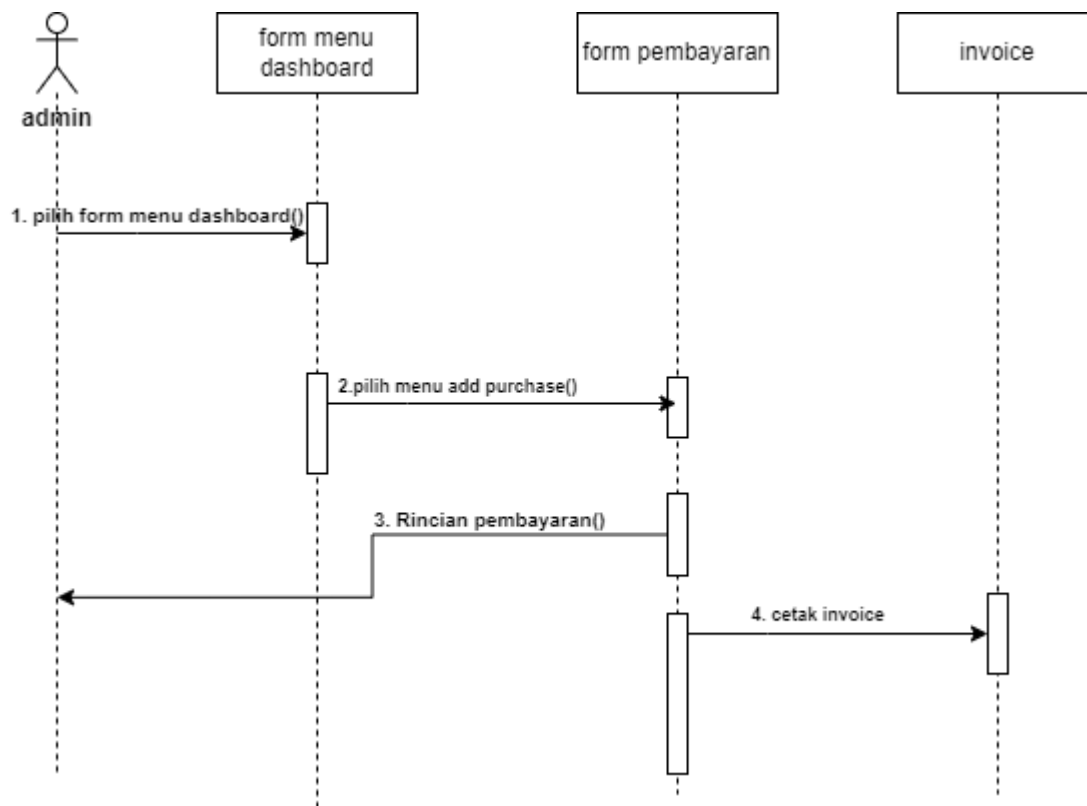 form menu
dashboard
form pembayaran
invoice
admin
1. pilih form menu dashboard()
2.pilih menu add purchase()
3. Rincian pembayaran()
4. cetak invoice